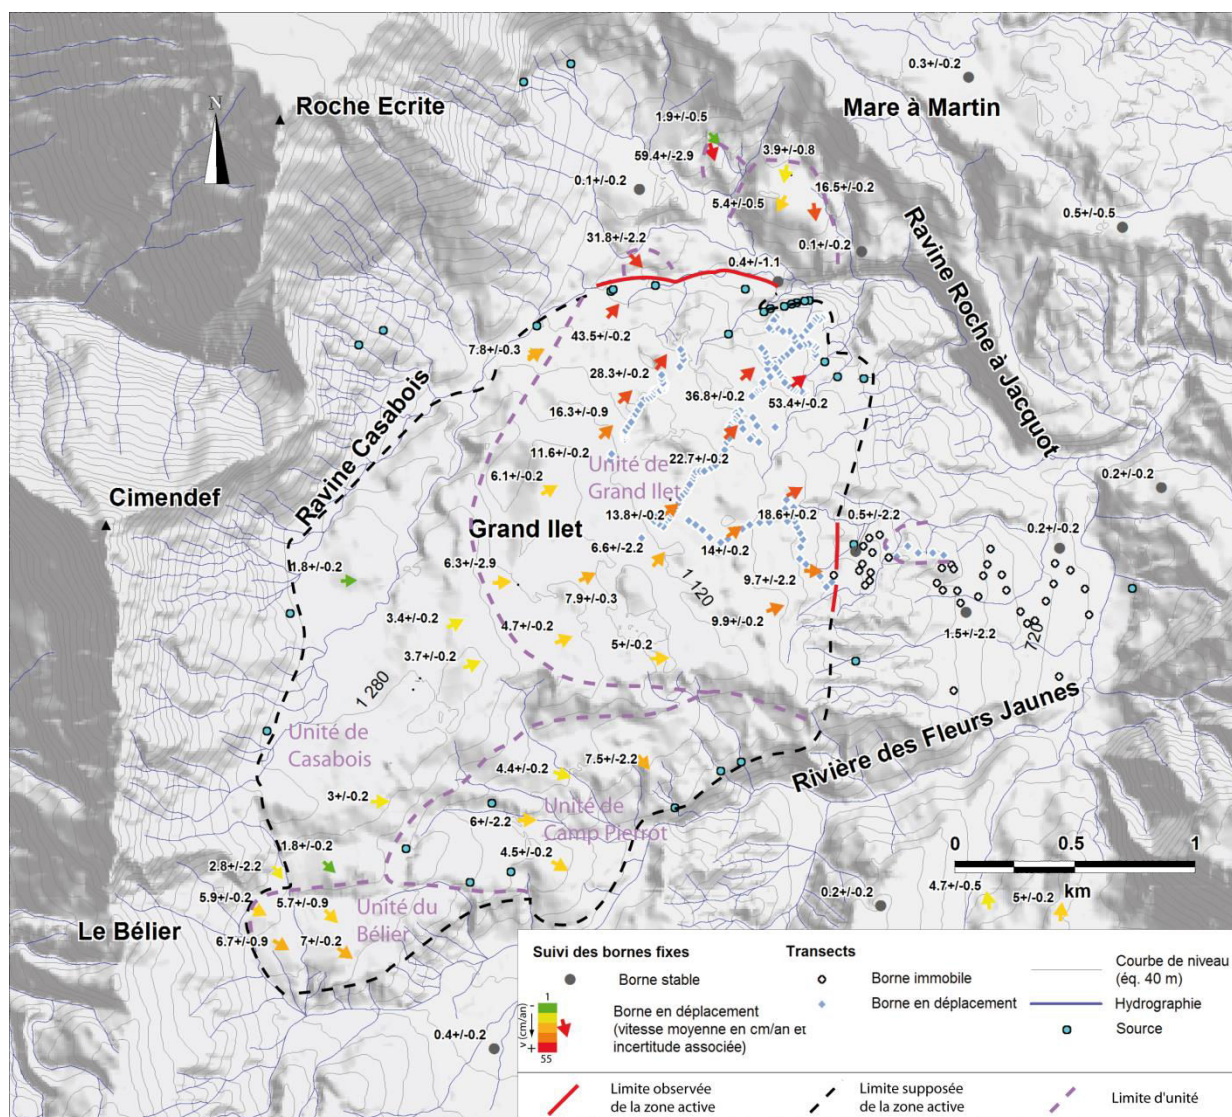 0.3+/-0.2
Roche Ecrite
Mare à Martin
N
1.9+/-0.5
59.4+/-2.9
3.9+/-0.8
0.1+/-0.2
16.5+/-0.2
5.4+/-0.5
0.5+/-0.5
31.8+/-2.2
0.1+/-0.2
0.4+/-1.1
Ravine Roche à Jacquot
43.5+/-0.2
7.8+/-0.3
28.3+/-0.2
36.8+/-0.2
53.4+/-0.2
16.3+/-0.9
Ravine Casabois
11.6+/-0.2
22.7+/-0.2
Unité de
Grand Ilet
6.1+/-0.2
0.2+/-0.2
Cimendef
13.8+/-0.2
18.6+/-0.2
0.5+/-2.2
Grand Ilet
0.2+/-0.2
6.6+/-2.2
14+/-0.2
1.8+/-0.2
6.3+/-2.9
9.7+/-2.2
1 120
7.9+/-0.3
9.9+/-0.2
3.4+/-0.2
4.7+/-0.2
5+/-0.2
1.5+/-2.2
720
3.7+/-0.2
1 280
Rivière des Fleurs Jaunes
Unité de
Casabois
7.5+/-2.2
4.4+/-0.2
3+/-0.2
6+/-2.2
Unité de
Camp Pierrot
0 0.5 1
km
1.8+/-0.2
4.5+/-0.2
2.8+/-2.2
5.9+/-0.2
5.7+/-0.9
0.2+/-0.2
4.7+/-0.5
5+/-0.2
Unité du
Bélier
Le Bélier
6.7+/-0.9
7+/-0.2
0.4+/-0.2
Suivi des bornes fixes
Borne stable
1
v (cm/an)
-
+
55
Borne en déplacement
(vitesse moyenne en cm/an et
incertitude associée)
Transects
Borne immobile
Borne en déplacement
Courbe de niveau
(éq. 40 m)
Hydrographie
Source
Limite observée
de la zone active
Limite supposée
de la zone active
Limite d'unité